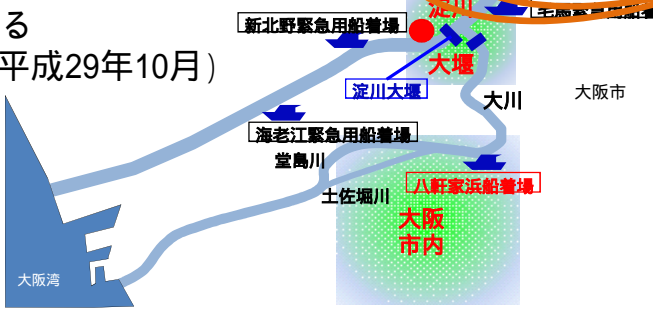 る
平成29年10月）
新北野緊急用船着場
淀川
大堰
淀川大堰
大川
大阪市
海老江緊急用船着場
堂島川
八軒家浜船着場
土佐堀川
大阪
市内
大阪湾